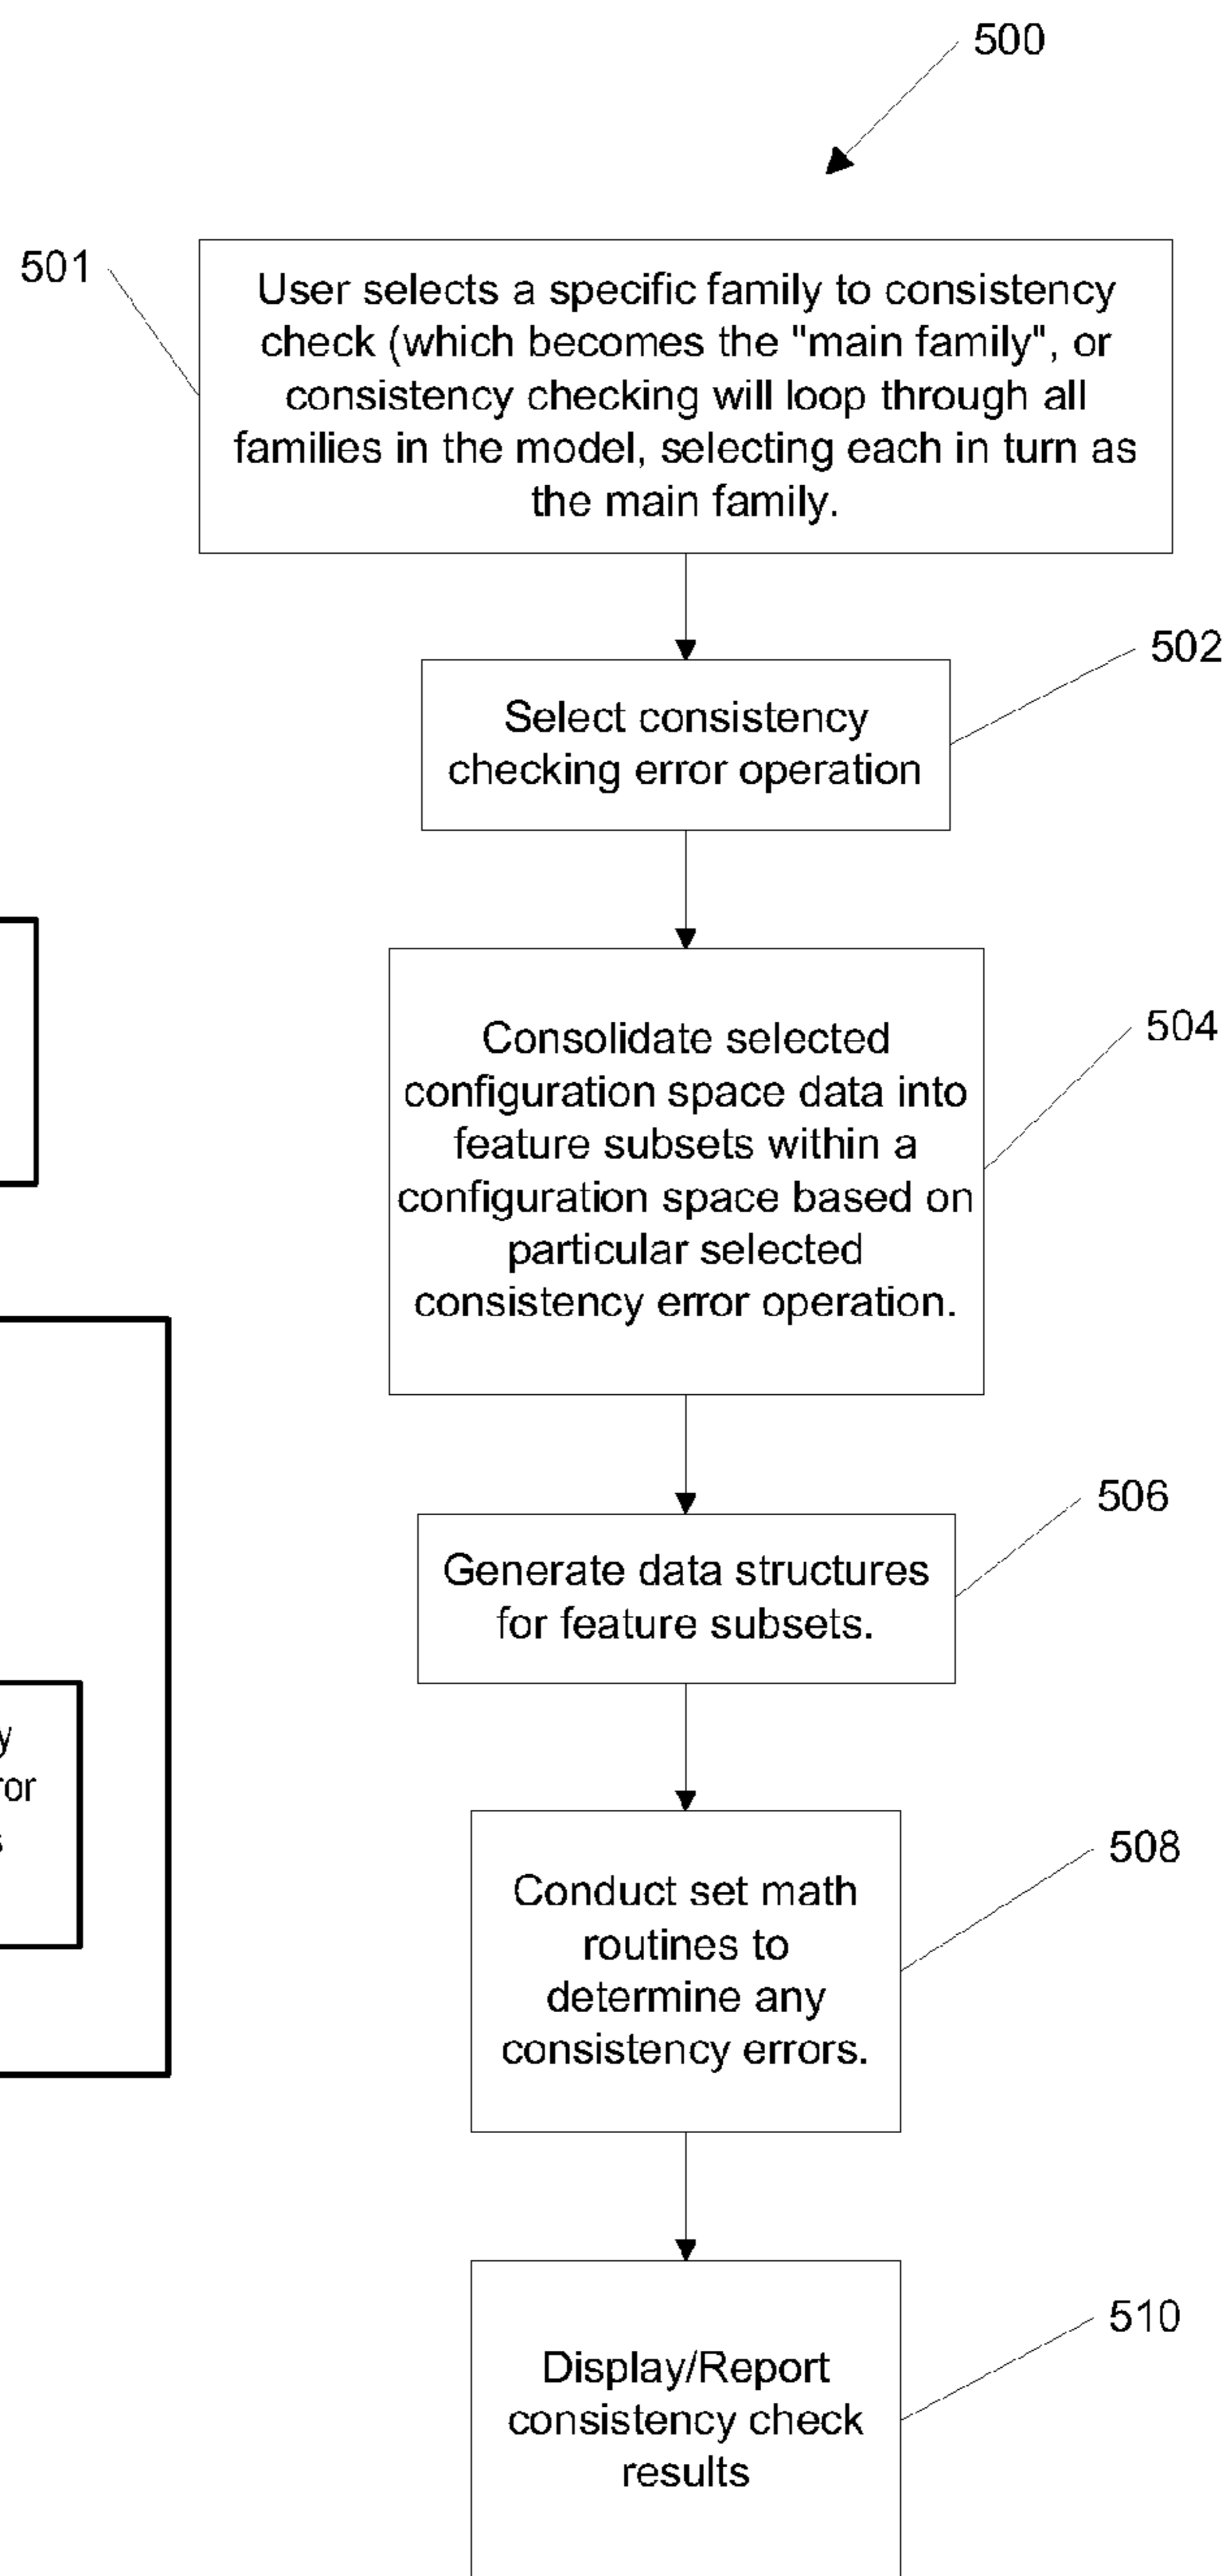 500
501
User selects a specific family to consistency
check (which becomes the "main family", or
consistency checking will loop through all
families in the model, selecting each in turn as
the main family.
502
Select consistency
checking error operation
504
Consolidate selected
configuration space data into
feature subsets within a
configuration space based on
particular selected
consistency error operation.
506
Generate data structures
for feature subsets.
508
Conduct set math
routines to
determine any
consistency errors.
510
Display/Report
consistency check
results